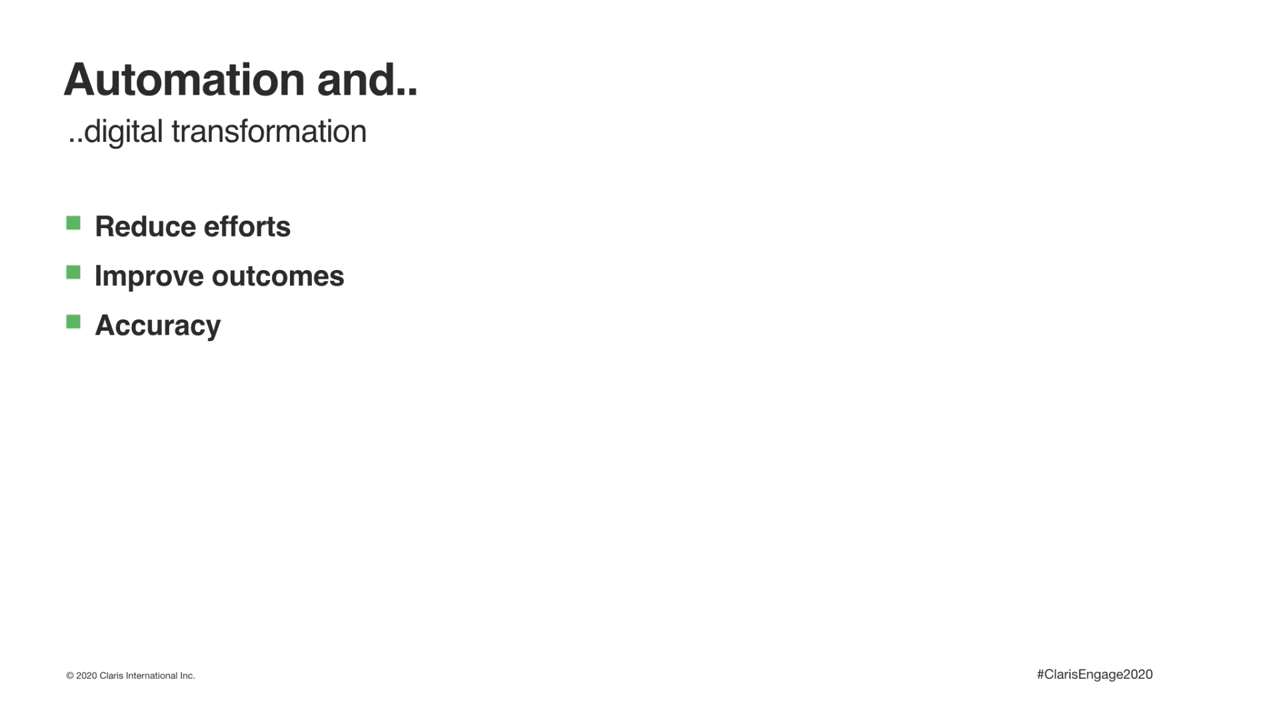 Automation and..
..digital transformation
Reduce efforts
Improve outcomes
Accuracy
© 2020 Claris International Inc.
#ClarisEngage2020